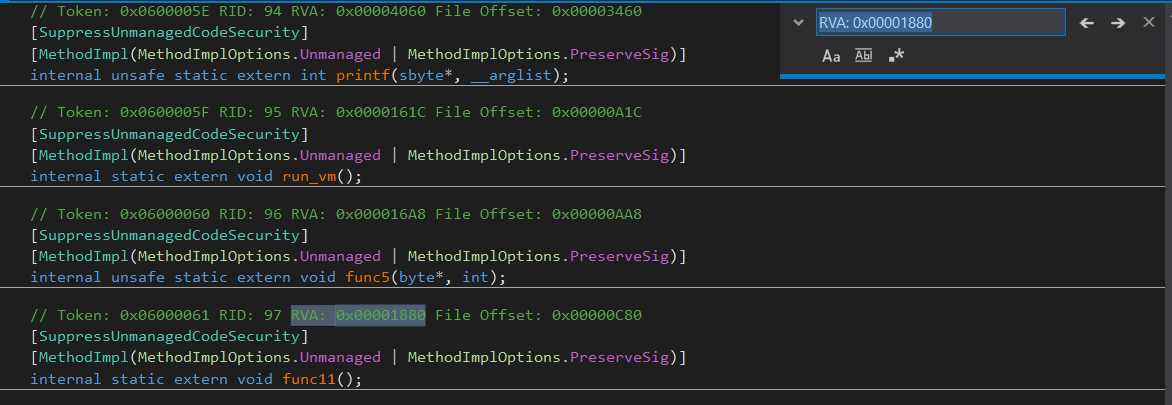 // Token: 0x0600005E RID: 94 RVA: 0x00004060 File Offset: 0x00003460
[SuppressUnmanagedCodeSecurity]
[MethodImpl(MethodImplOptions.Unmanaged | MethodImplOptions.PreserveSig)]
internal unsafe static extern int printf(sbyte*, __arglist);
RVA: 0x00001880
Aa Abl .*
// Token: 0x0600005F RID: 95 RVA: 0x0000161C File Offset: 0x00000A1C
[SuppressUnmanagedCodeSecurity]
[MethodImpl(MethodImplOptions.Unmanaged | MethodImplOptions.PreserveSig)]
internal static extern void run_vm();
// Token: 0x06000060 RID: 96 RVA: 0x000016A8 File Offset: 0x00000AA8
[SuppressUnmanagedCodeSecurity]
[MethodImpl(MethodImplOptions.Unmanaged | MethodImplOptions.PreserveSig)]
internal unsafe static extern void func5(byte*, int);
// Token: 0x06000061 RID: 97 RVA: 0x00001880 File Offset: 0x00000C80
[SuppressUnmanagedCodeSecurity]
[MethodImpl(MethodImplOptions.Unmanaged | MethodImplOptions.PreserveSig)]
internal static extern void func11();